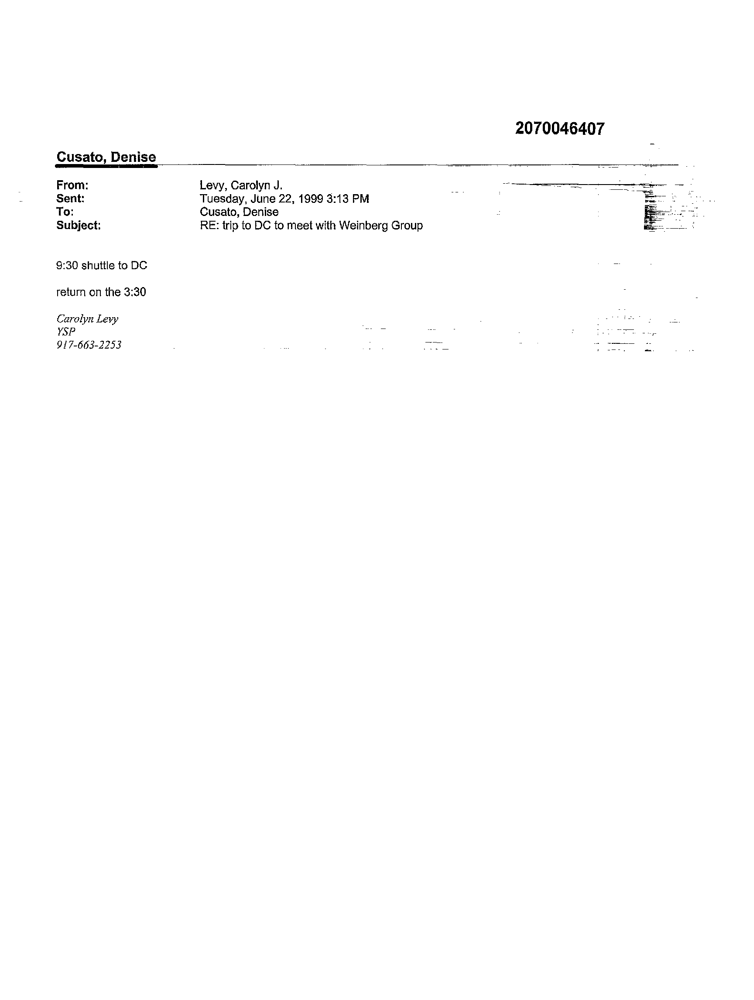 2070046407
Cusato, Denise
From: Levy, Carolyn J.
Sent: Tuesday, June 22, 1999 3:13 PM
To: Cusato, Denise
Subject: RE: trip to DC to meet with Weinberg Group
9:30 shuttle to DC
return on the 3:30
Carolyn Levy
YSP
917-663-2253